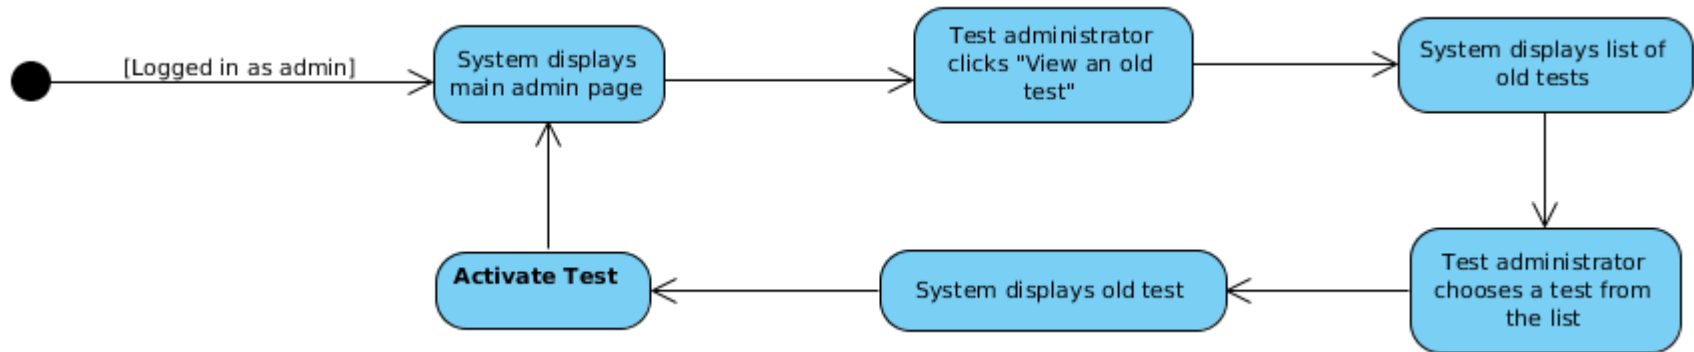 [Logged in as admin]
System displays
main admin page
Test administrator
clicks "View an old
test"
System displays list of
old tests
Test administrator
chooses a test from
the list
System displays old test
Activate Test